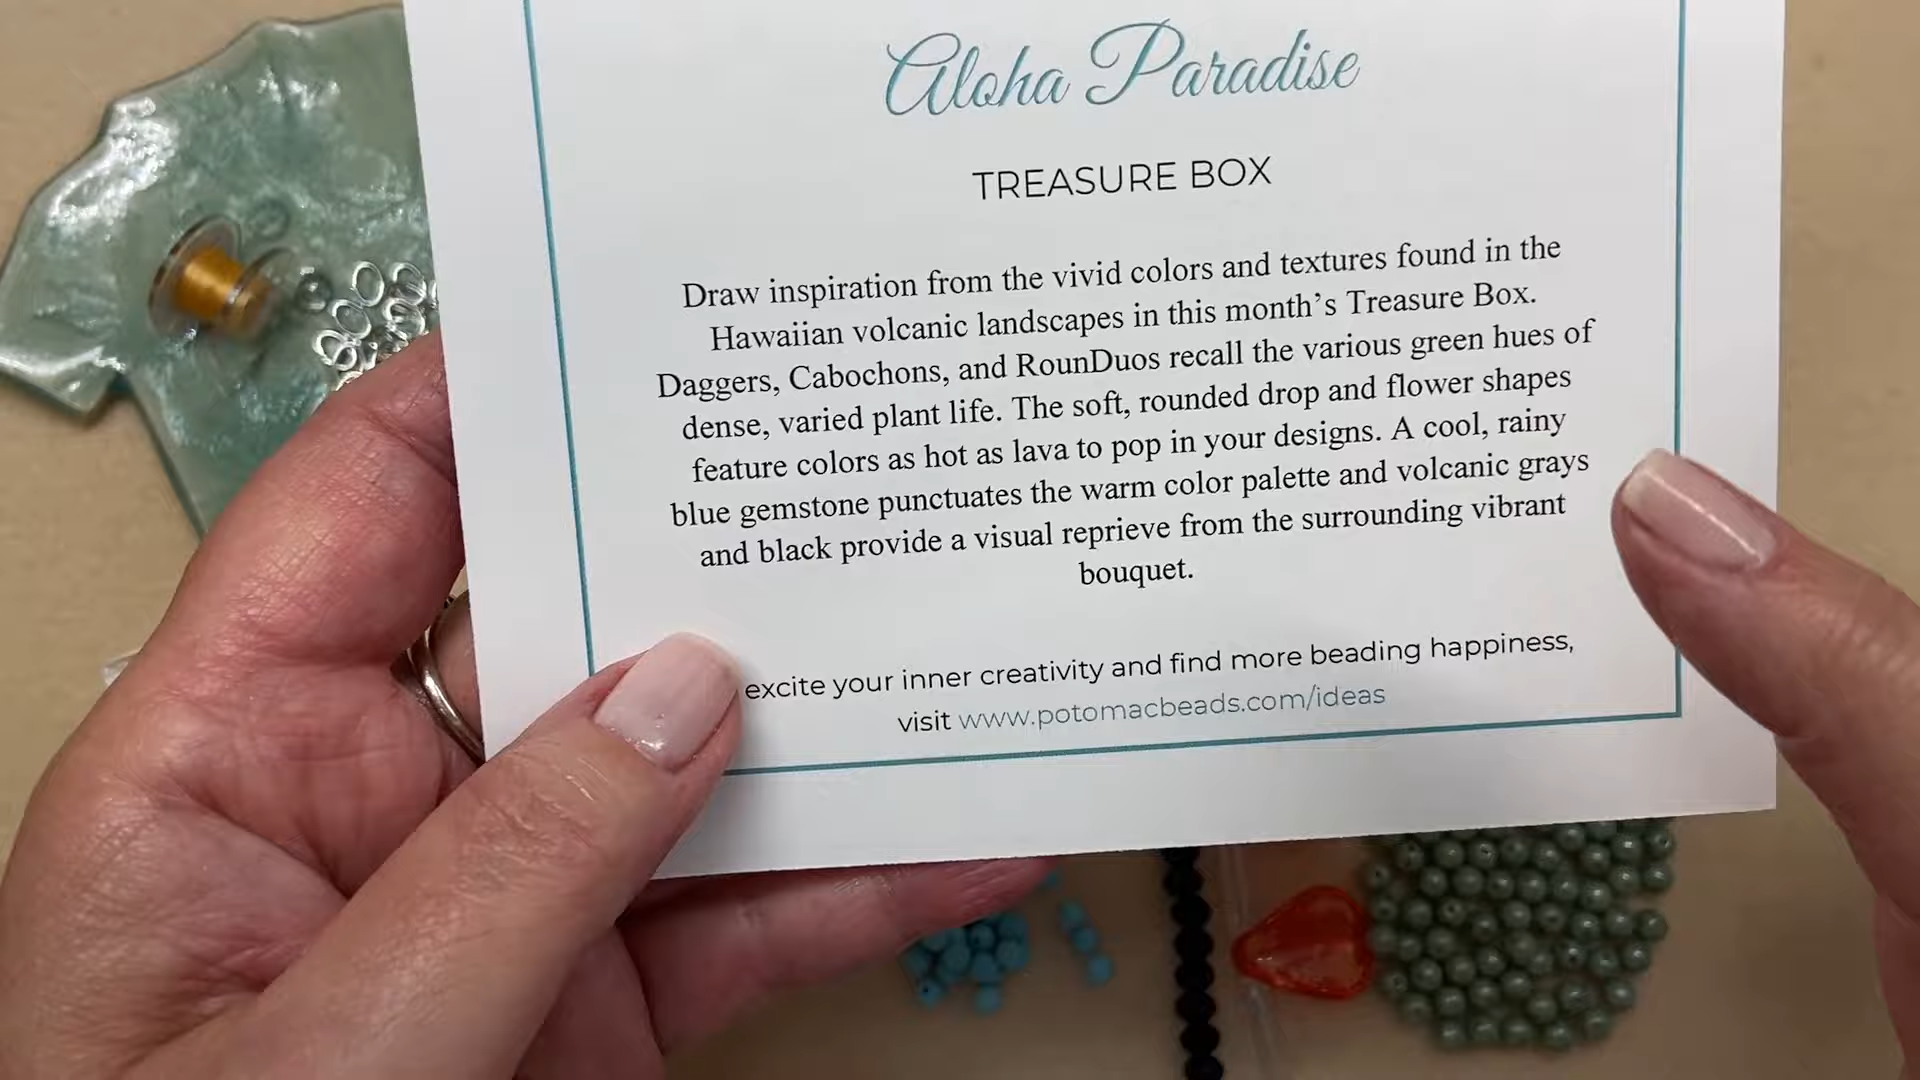 Aloha Paradise
TREASURE BOX
Draw inspiration from the vivid colors and textures found in the
Hawaiian volcanic landscapes in this month’s Treasure Box.
Daggers, Cabochons, and RounDuos recall the various green hues of
dense, varied plant life. The soft, rounded drop and flower shapes
feature colors as hot as lava to pop in your designs. A cool, rainy
blue gemstone punctuates the warm color palette and volcanic grays
and black provide a visual reprieve from the surrounding vibrant
bouquet.
excite your inner creativity and find more beading happiness,
visit www.potomacbeads.com/ideas